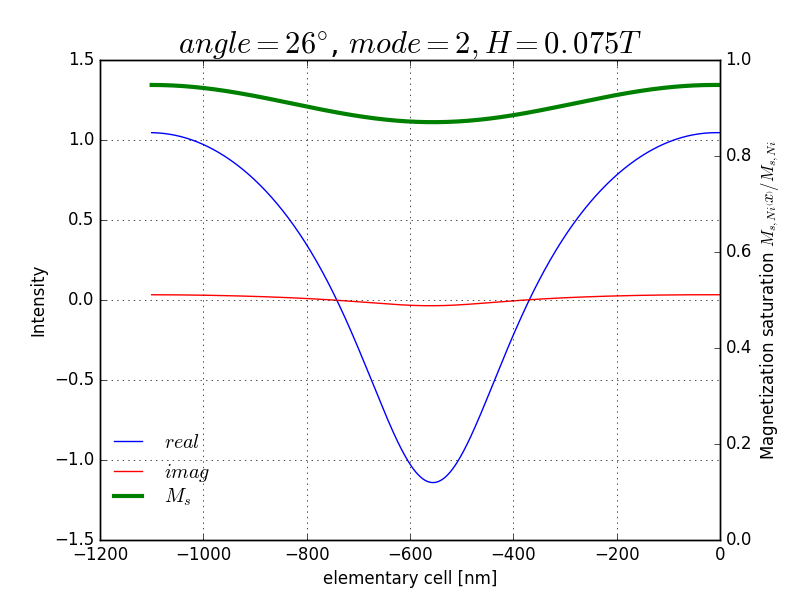 angle = 26°, mode = 2, H = 0.075T
1.5
1.0
0.5
0.0
−0.5
−1.0
−1.5
Intensity
1.0
0.8
0.6
0.4
0.2
0.0
Magnetization saturation M_{s,Ni}(x)/M_{s,Ni}
real
imag
M_s
−1200
−1000
−800
−600
−400
−200
0
elementary cell [nm]